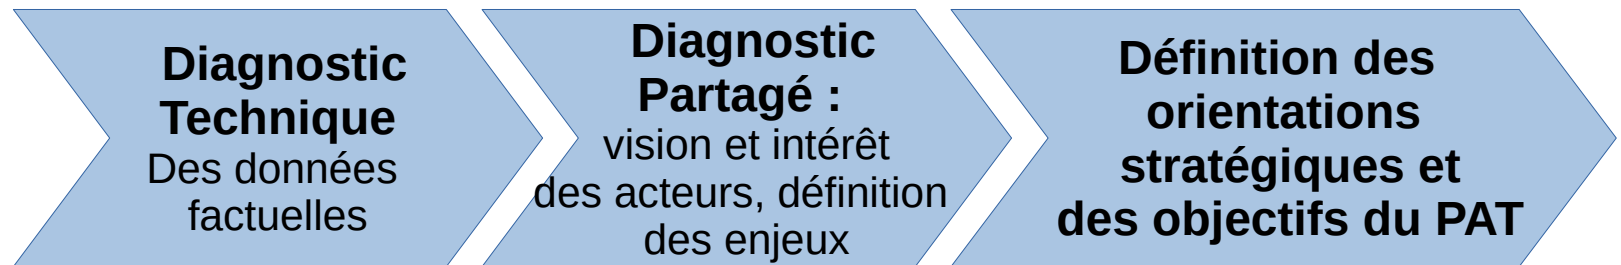 Diagnostic
Technique
Des données
factuelles
Diagnostic
Partagé :
vision et intérêt
des acteurs, définition
des enjeux
Définition des
orientations
stratégiques et
des objectifs du PAT